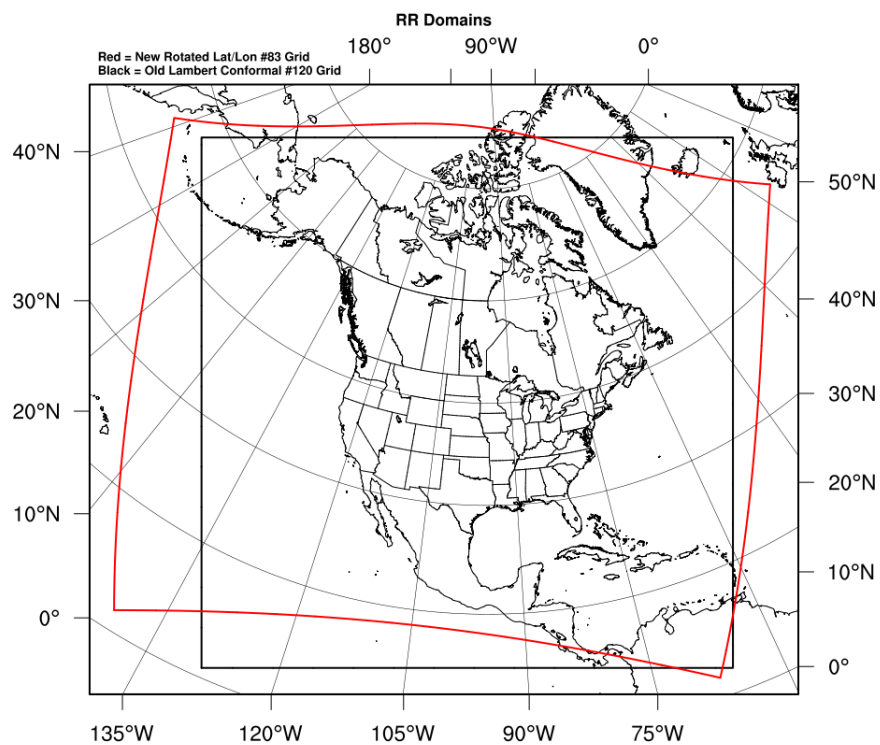 RR Domains
180° 90°W 0°
Red = New Rotated Lat/Lon #83 Grid
Black = Old Lambert Conformal #120 Grid
40°N 50°N
30°N 40°N
20°N 30°N
10°N 20°N
0° 10°N
0°
135°W 120°W 105°W 90°W 75°W